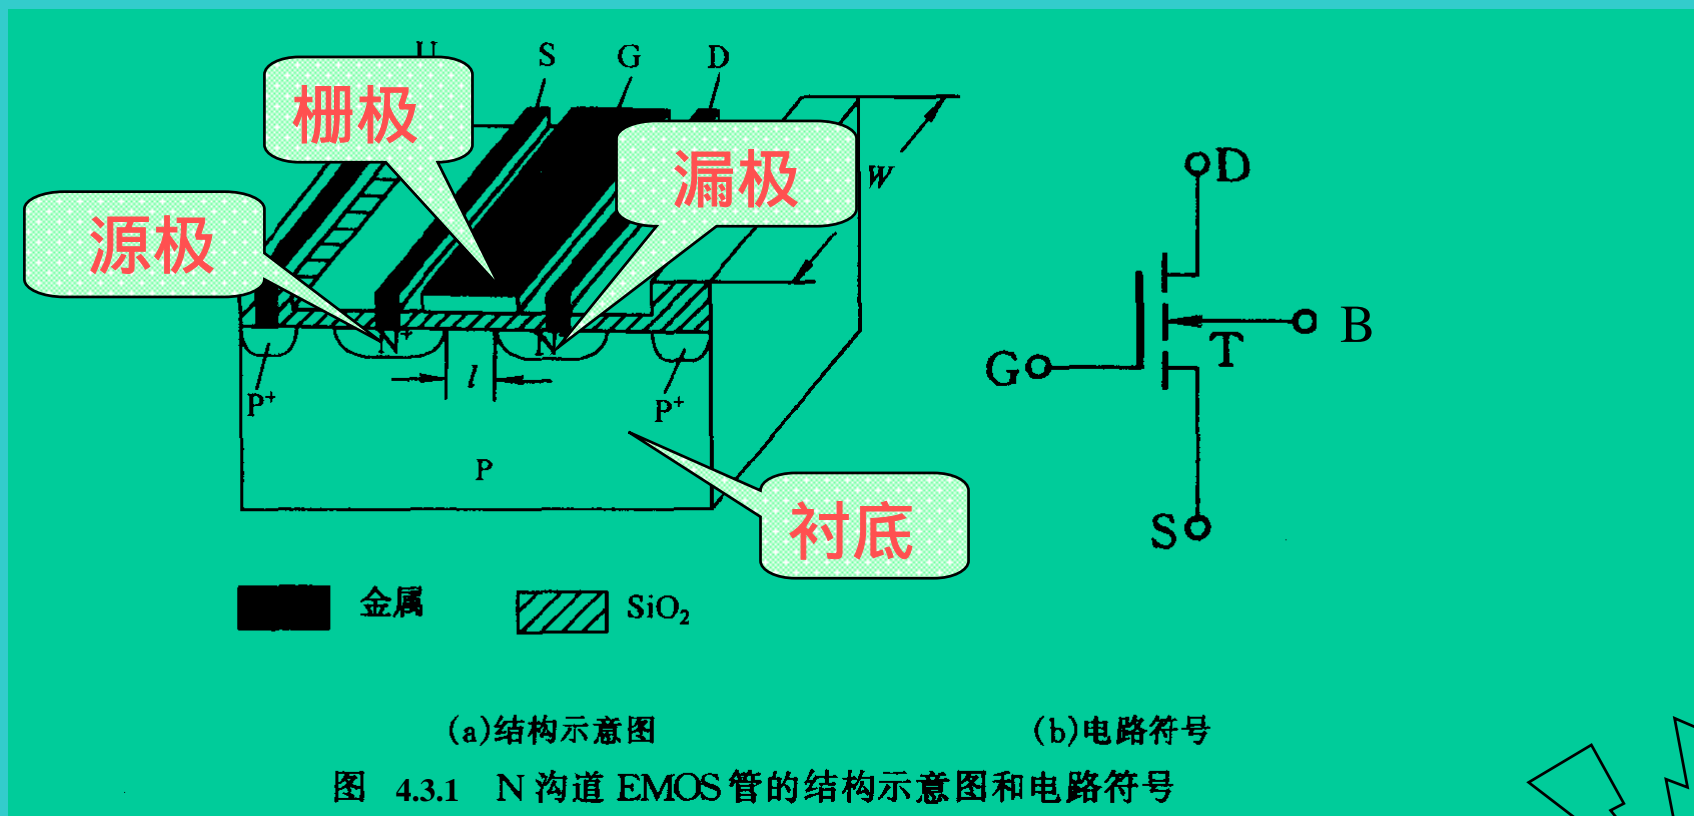 S G D
栅极
漏极
W
源极
D
B
T
G
N⁺ N
l
P⁺ P⁺
P
衬底
S
金属 SiO₂
(a)结构示意图 (b)电路符号
图 4.3.1 N 沟道 EMOS 管的结构示意图和电路符号